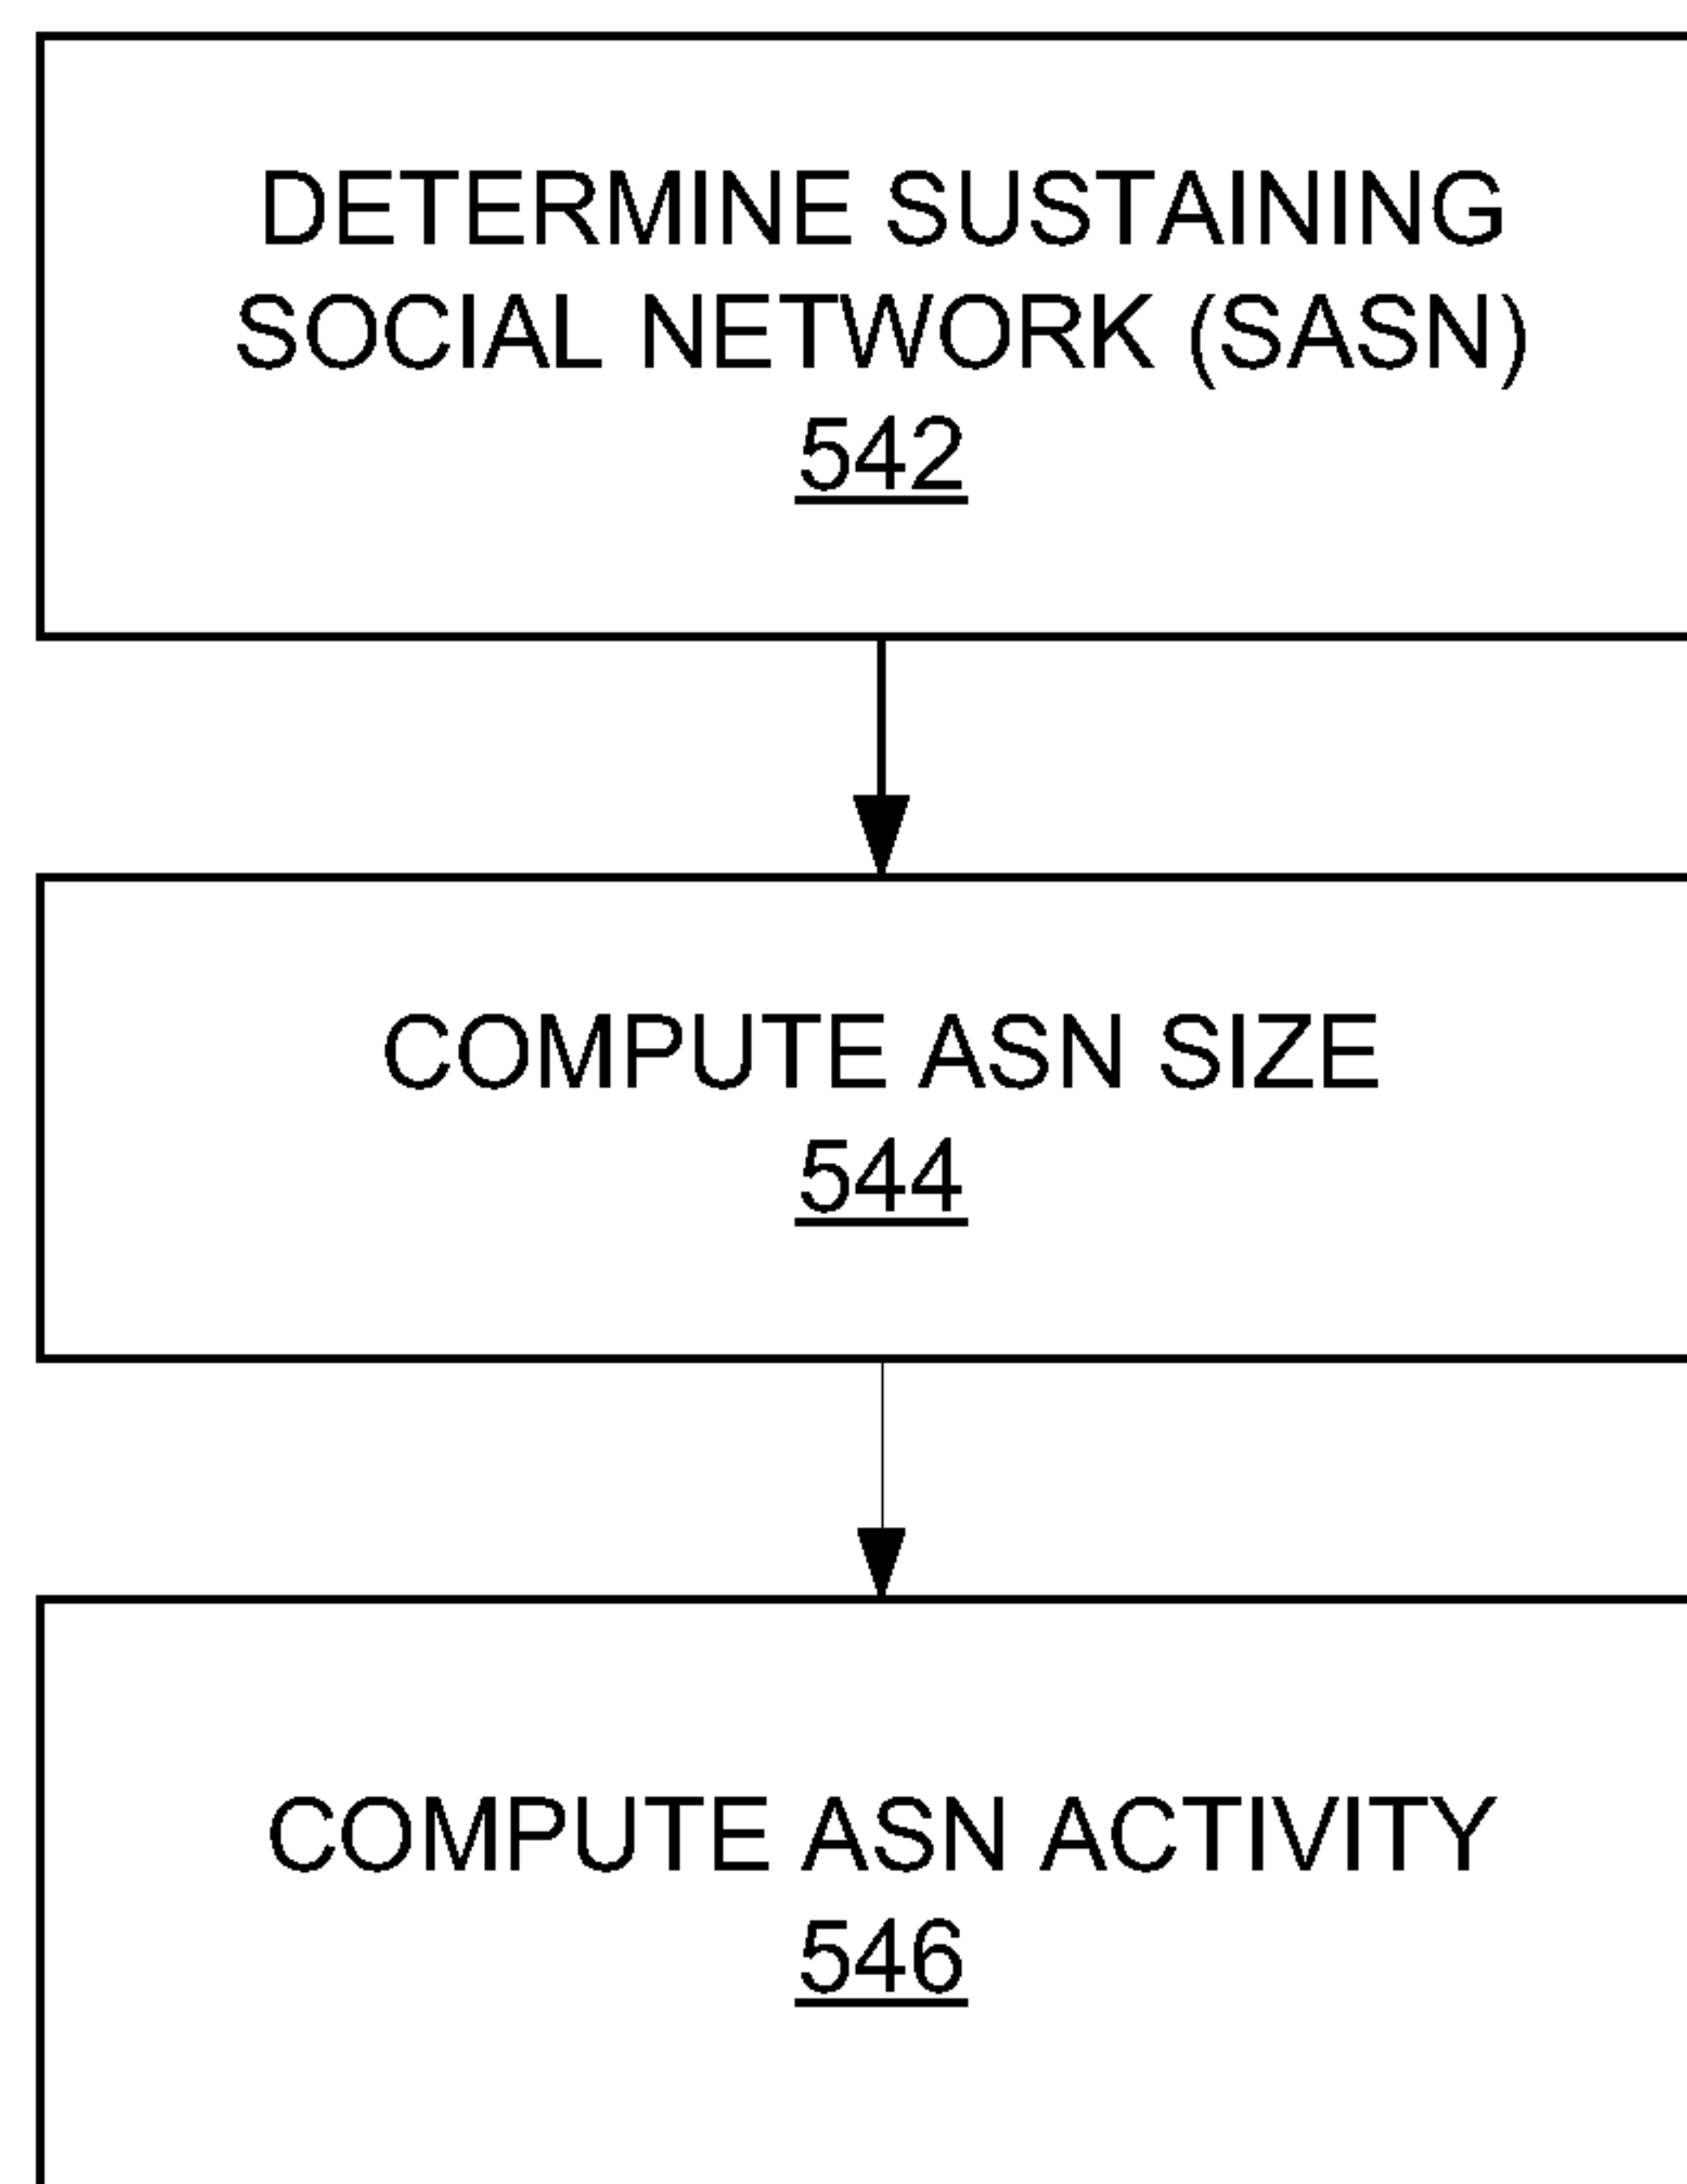 DETERMINE SUSTAINING
SOCIAL NETWORK (SASN)
542
COMPUTE ASN SIZE
544
COMPUTE ASN ACTIVITY
546